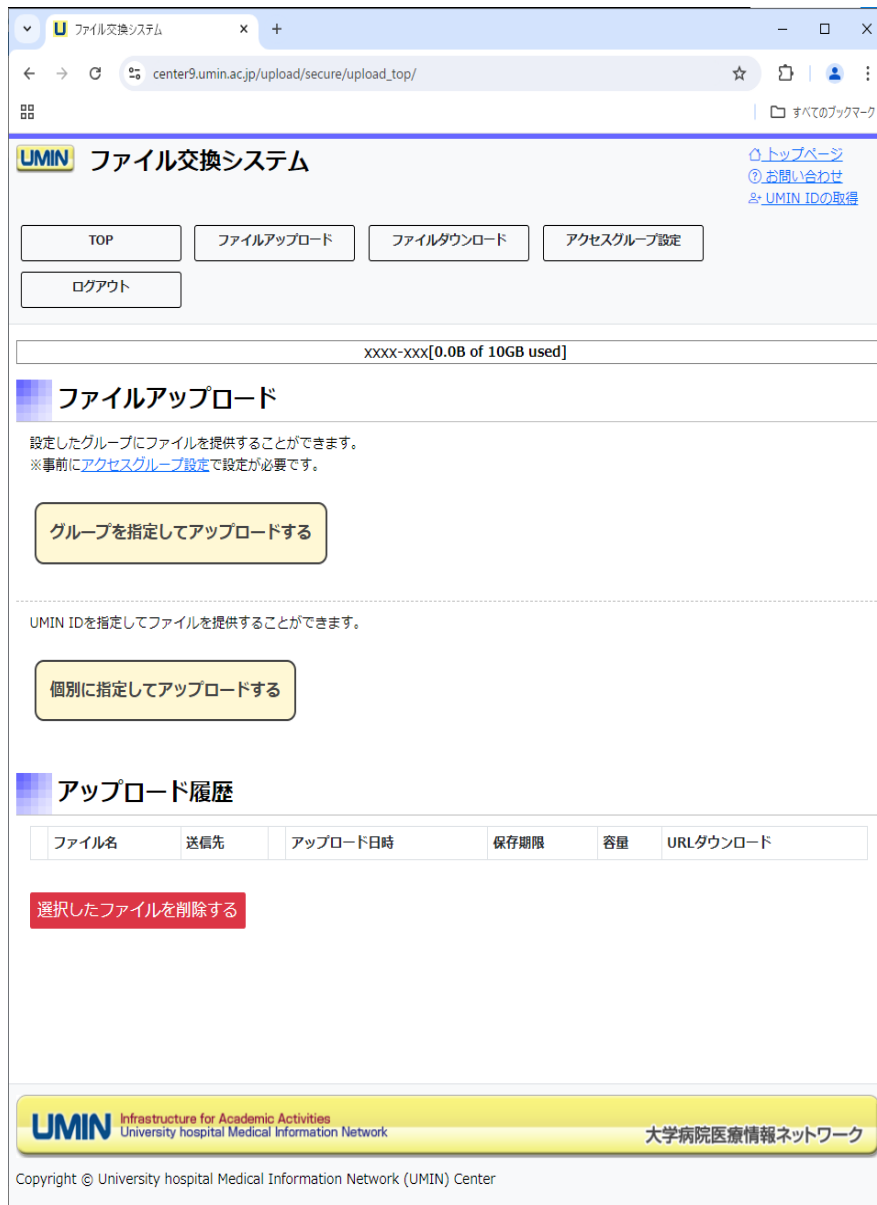 ファイル交換システム
center9.umin.ac.jp/upload/secure/upload_top/
すべてのブックマーク
UMIN ファイル交換システム
トップページ
お問い合わせ
UMIN IDの取得
TOP ファイルアップロード ファイルダウンロード アクセスグループ設定
ログアウト
xxxx-xxx[0.0B of 10GB used]
ファイルアップロード
設定したグループにファイルを提供することができます。
※事前にアクセスグループ設定で設定が必要です。
グループを指定してアップロードする
UMIN IDを指定してファイルを提供することができます。
個別に指定してアップロードする
アップロード履歴
ファイル名 送信先 アップロード日時 保存期限 容量 URLダウンロード
選択したファイルを削除する
UMIN Infrastructure for Academic Activities
University hospital Medical Information Network
大学病院医療情報ネットワーク
Copyright © University hospital Medical Information Network (UMIN) Center